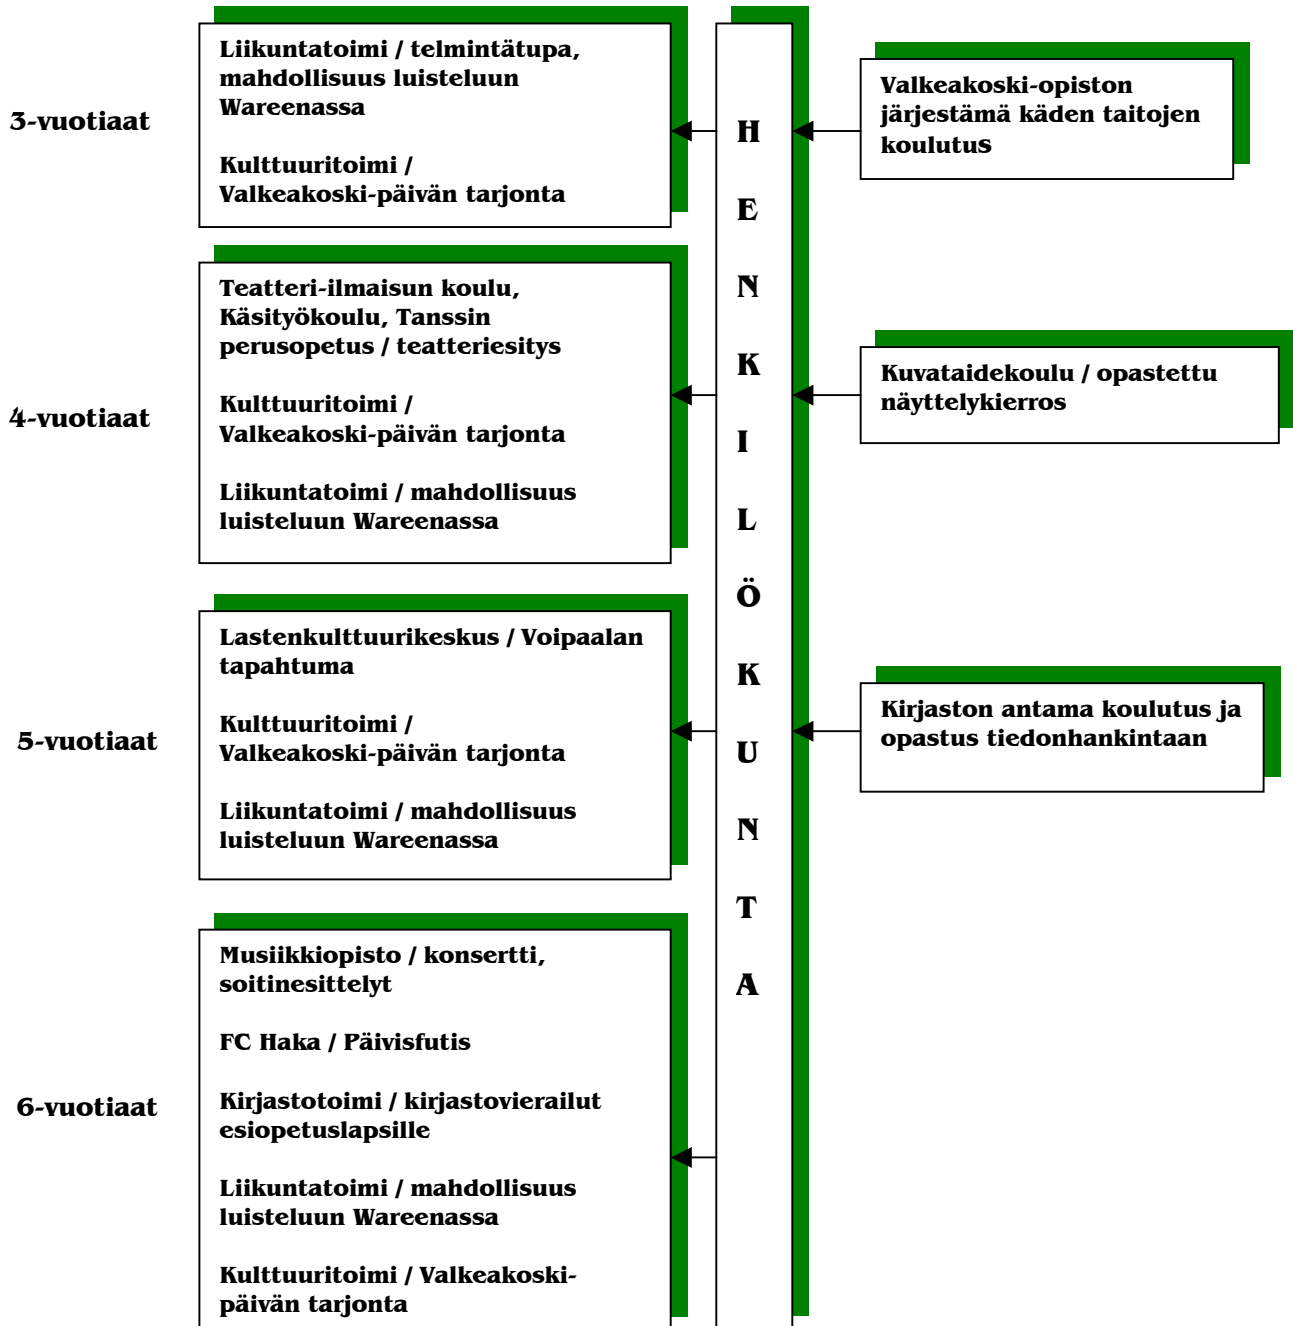 3-vuotiaat
Liikuntatoimi / telmintätupa,
mahdollisuus luisteluun
Wareenassa
Kulttuuritoimi /
Valkeakoski-päivän tarjonta
4-vuotiaat
Teatteri-ilmaisun koulu,
Käsityökoulu, Tanssin
perusopetus / teatteriesitys
Kulttuuritoimi /
Valkeakoski-päivän tarjonta
Liikuntatoimi / mahdollisuus
luisteluun Wareenassa
5-vuotiaat
Lastenkulttuurikeskus / Voipaalan
tapahtuma
Kulttuuritoimi /
Valkeakoski-päivän tarjonta
Liikuntatoimi / mahdollisuus
luisteluun Wareenassa
6-vuotiaat
Musiikkiopisto / konsertti,
soitinesittelyt
FC Haka / Päivisfutis
Kirjastotoimi / kirjastovierailut
esiopetuslapsille
Liikuntatoimi / mahdollisuus
luisteluun Wareenassa
Kulttuuritoimi / Valkeakoski-
päivän tarjonta
H
E
N
K
I
L
Ö
K
U
N
T
A
Valkeakoski-opiston
järjestämä käden taitojen
koulutus
Kuvataidekoulu / opastettu
näyttelykierros
Kirjaston antama koulutus ja
opastus tiedonhankintaan